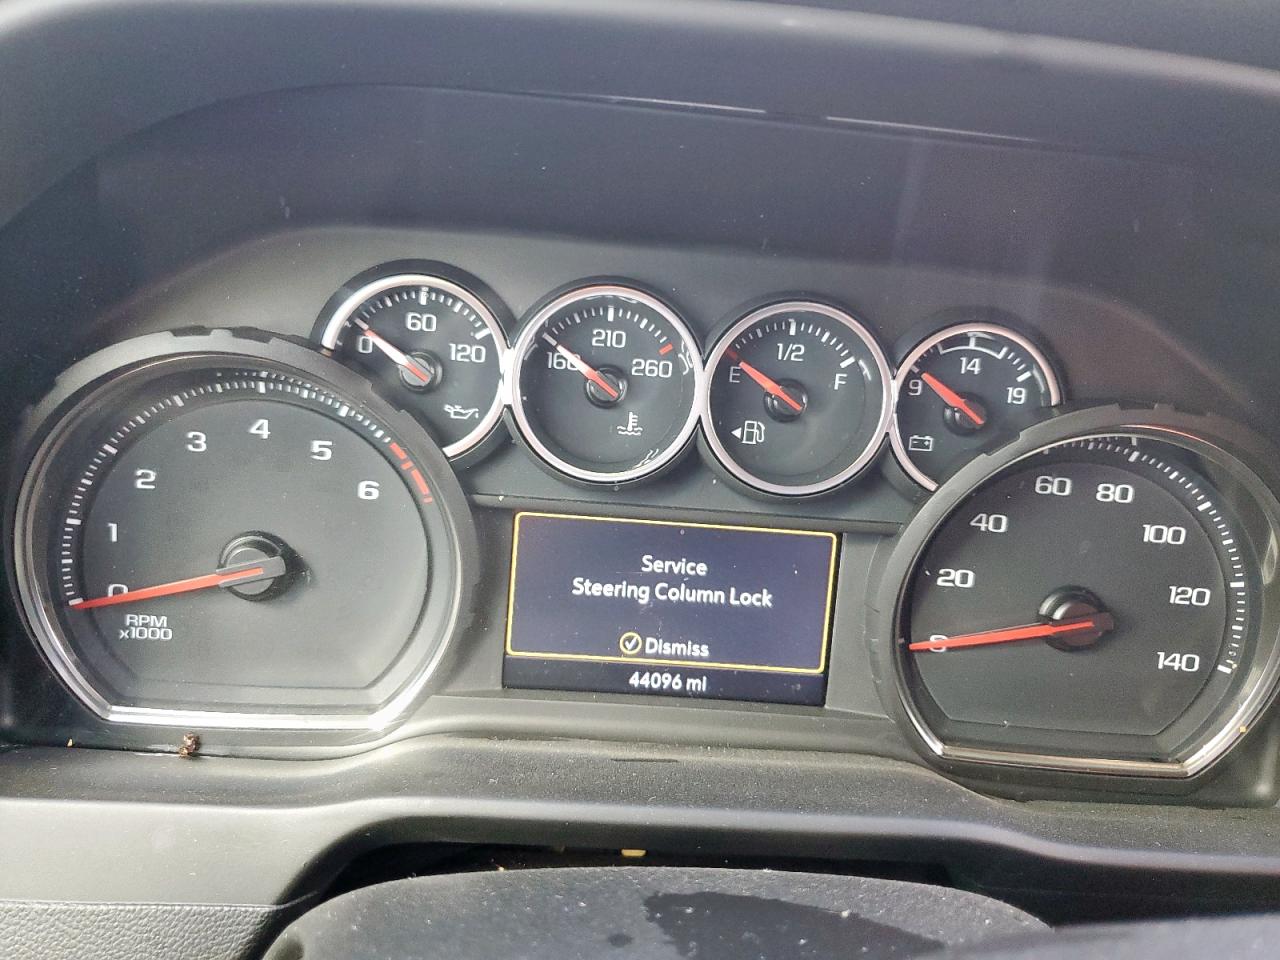 0 60 120
160 210 260
E 1/2 F
9 14 19
0 1 2 3 4 5 6
RPM
x1000
Service
Steering Column Lock
Dismiss
44096 mi
0 20 40 60 80 100 120 140